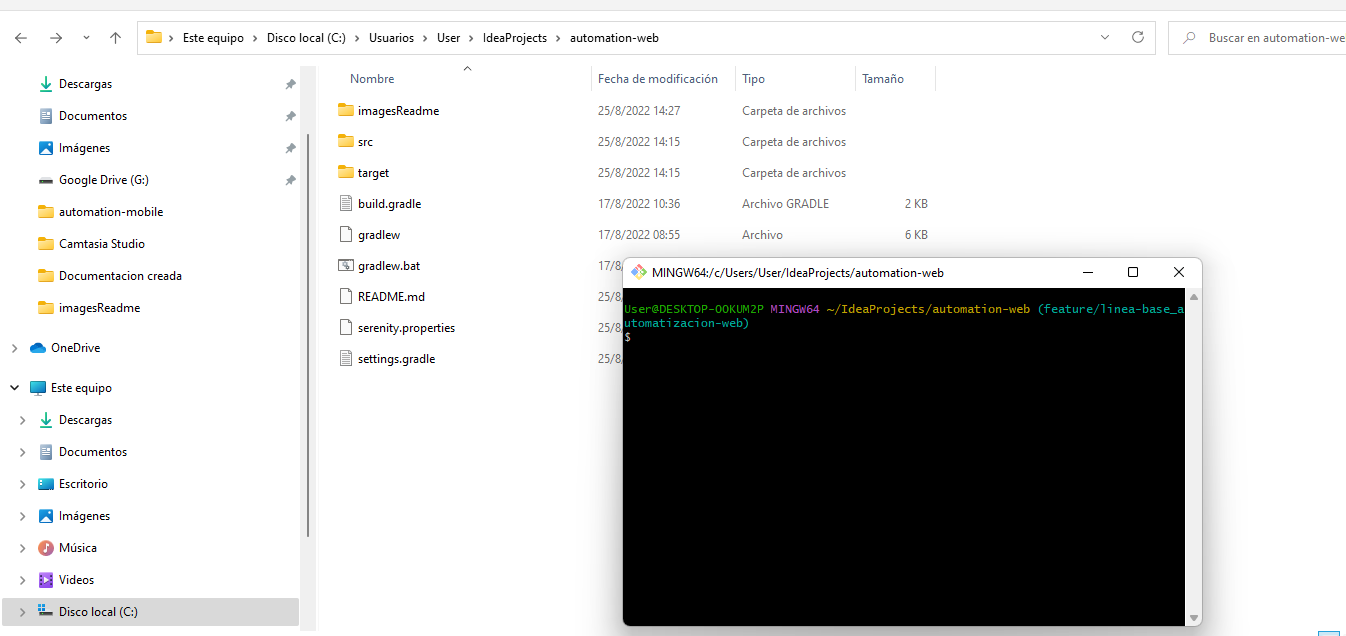 Este equipo > Disco local (C:) > Usuarios > User > IdeaProjects > automation-web
Buscar en automation-we
Descargas
Documentos
Imágenes
Google Drive (G:)
automation-mobile
Camtasia Studio
Documentacion creada
imagesReadme
OneDrive
Este equipo
Descargas
Documentos
Escritorio
Imágenes
Música
Videos
Disco local (C:)
Nombre Fecha de modificación Tipo Tamaño
imagesReadme 25/8/2022 14:27 Carpeta de archivos
src 25/8/2022 14:15 Carpeta de archivos
target 25/8/2022 14:15 Carpeta de archivos
build.gradle 17/8/2022 10:36 Archivo GRADLE 2 KB
gradlew 17/8/2022 08:55 Archivo 6 KB
gradlew.bat 17/8/
README.md 25/8/
serenity.properties 25/8/
settings.gradle 25/8/
MINGW64:/c/Users/User/IdeaProjects/automation-web
User@DESKTOP-OOKUM2P MINGW64 ~/IdeaProjects/automation-web (feature/linea-base_a
utomatizacion-web)
$